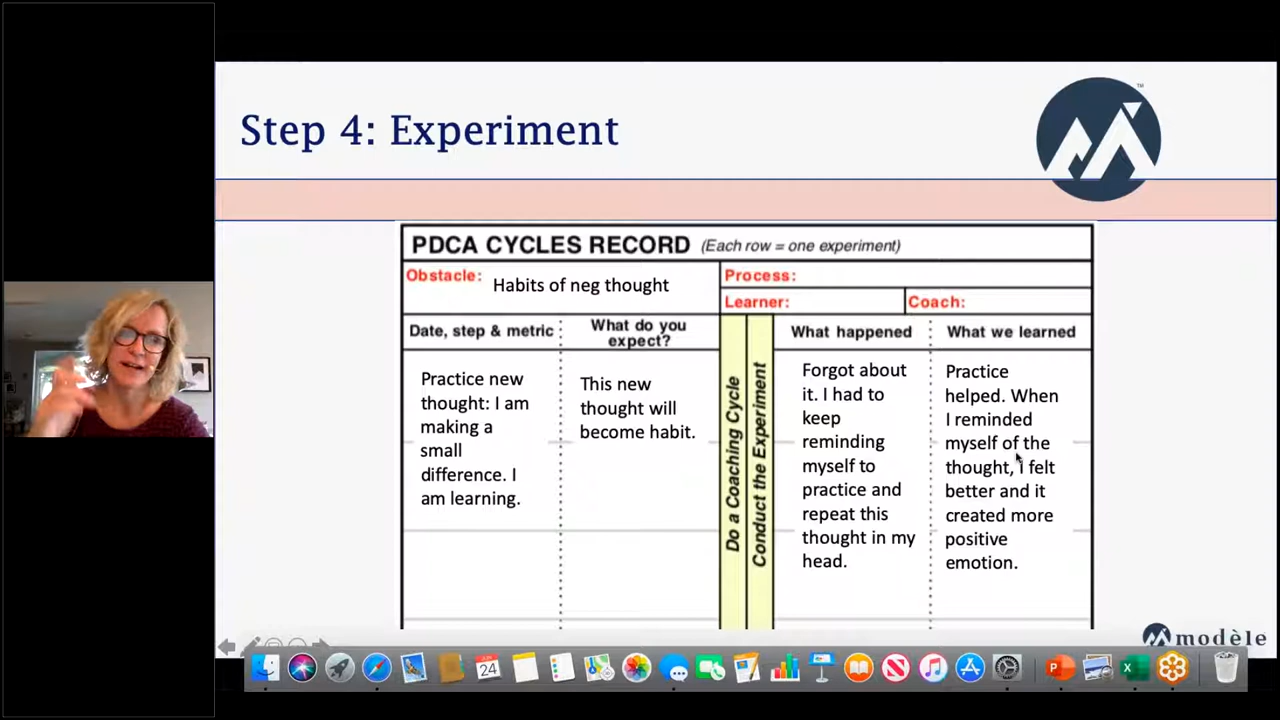 Step 4: Experiment
TM
PDCA CYCLES RECORD (Each row = one experiment)
Obstacle: Habits of neg thought
Process:
Learner:
Coach:
Date, step & metric
What do you
expect?
Do a Coaching Cycle
Conduct the Experiment
What happened
What we learned
Practice new
thought: I am
making a
small
difference. I
am learning.
This new
thought will
become habit.
Forgot about
it. I had to
keep
reminding
myself to
practice and
repeat this
thought in my
head.
Practice
helped. When
I reminded
myself of the
thought, I felt
better and it
created more
positive
emotion.
modèle
24